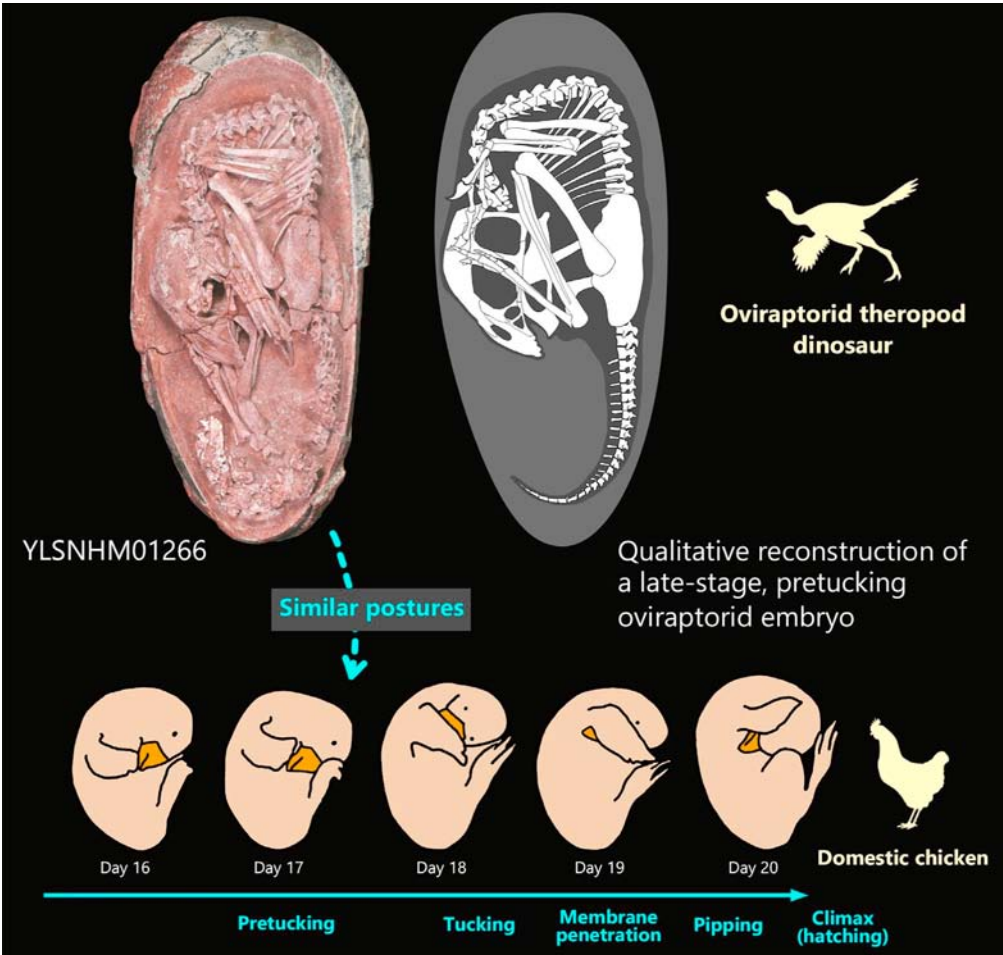 Oviraptorid theropod
dinosaur
YLSNHM01266
Qualitative reconstruction of
a late-stage, pretucking
oviraptorid embryo
Similar postures
Day 16
Day 17
Day 18
Day 19
Day 20
Domestic chicken
Pretucking
Tucking
Membrane
penetration
Pipping
Climax
(hatching)